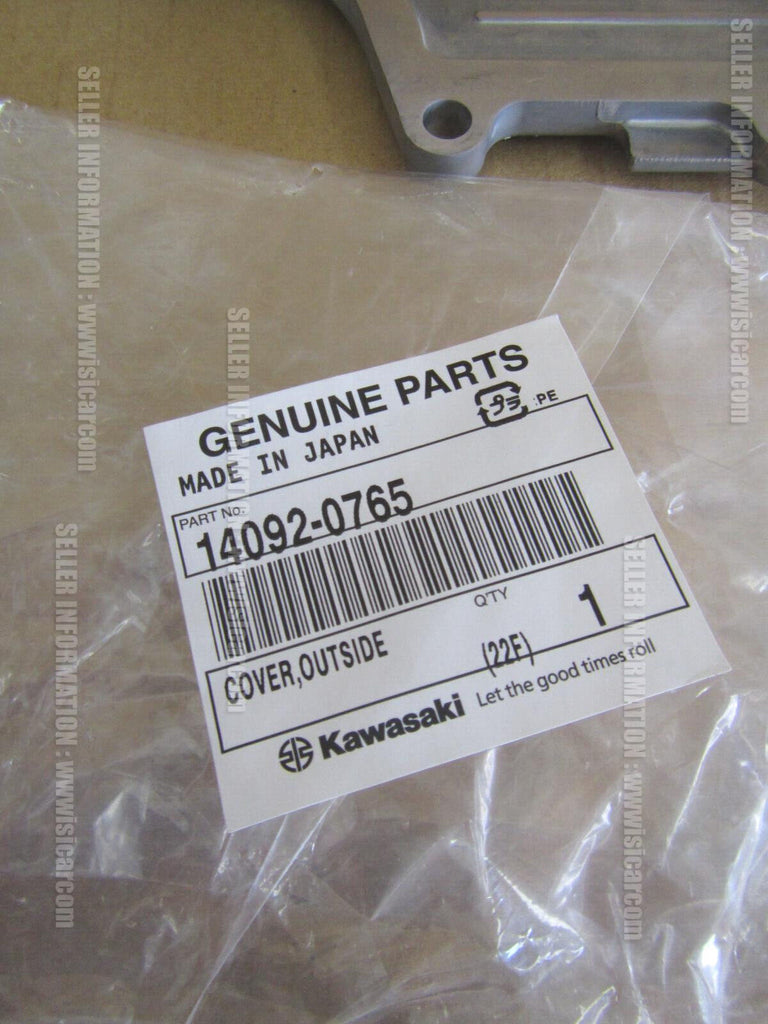 GENUINE PARTS
MADE IN JAPAN
プラ :PE
PART No.
14092-0765
Q'TY
1
COVER,OUTSIDE
(22F)
Kawasaki Let the good times roll
SELLER INFORMATION : www.isicar.com
SELLER INFORMATION : www.isicar.com
SELLER INFORMATION : www.isicar.com
SELLER INFORMATION : www.isicar.com
SELLER INFORMATION : www.isicar.com